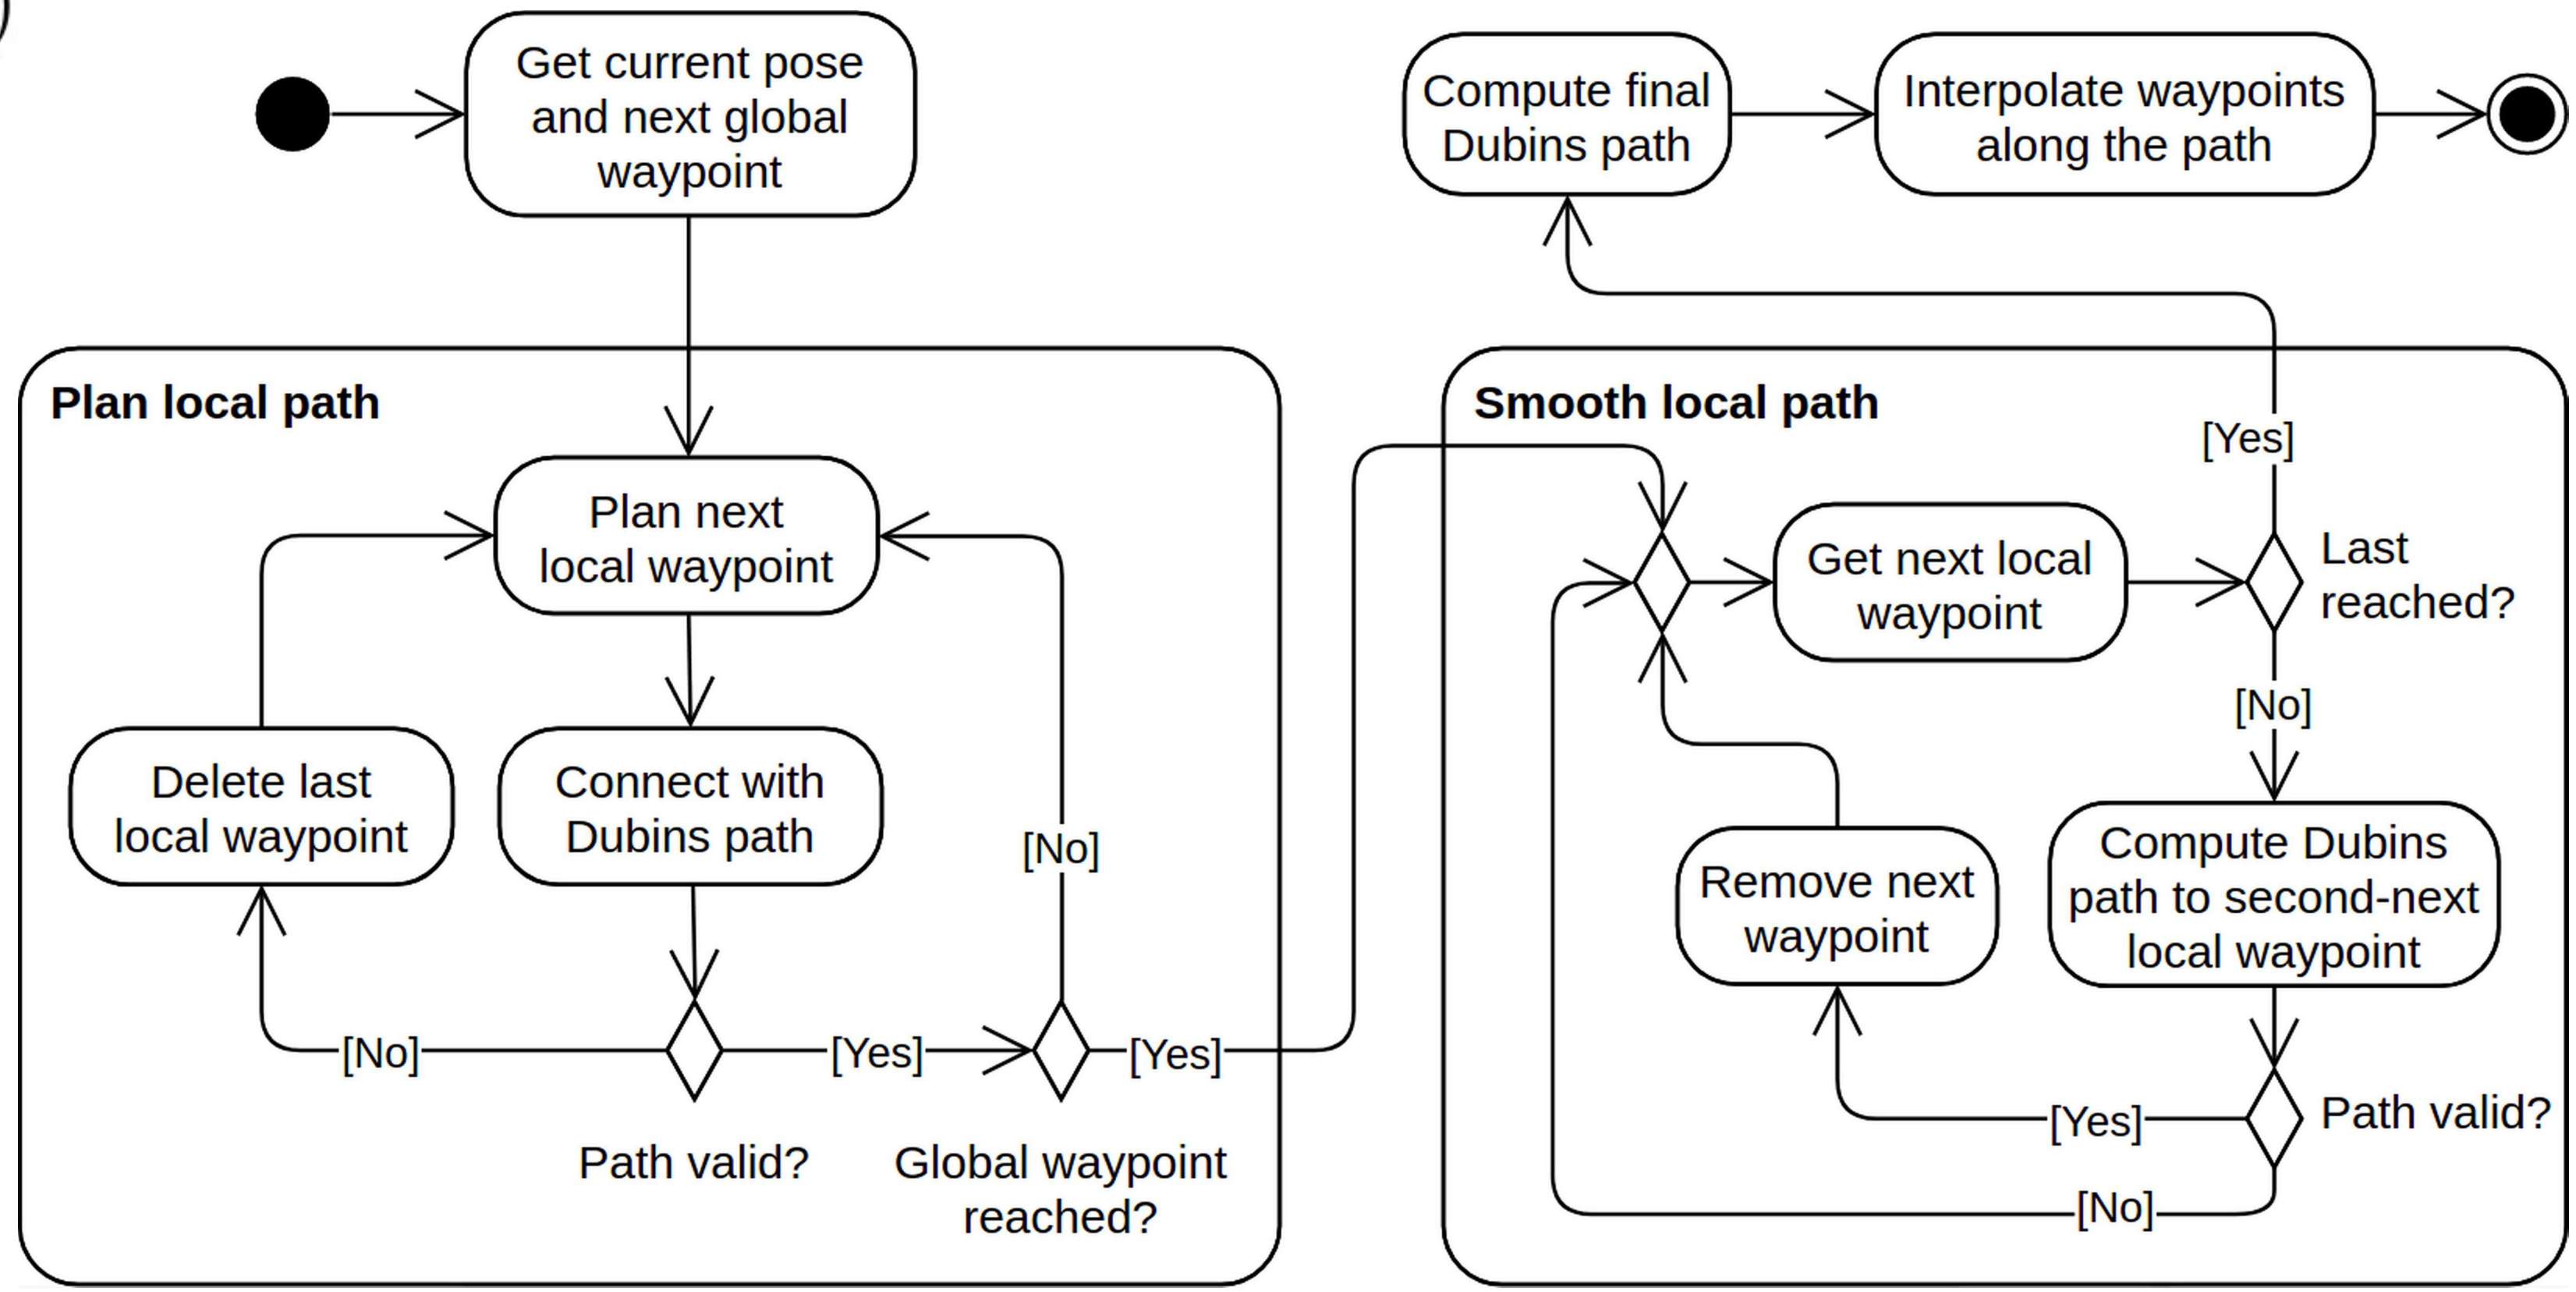 Get current pose
and next global
waypoint
Compute final
Dubins path
Interpolate waypoints
along the path
Plan local path
Plan next
local waypoint
Delete last
local waypoint
Connect with
Dubins path
[No]
[No]
[Yes]
[Yes]
Path valid?
Global waypoint
reached?
Smooth local path
[Yes]
Get next local
waypoint
Last
reached?
[No]
Remove next
waypoint
Compute Dubins
path to second-next
local waypoint
[Yes]
Path valid?
[No]